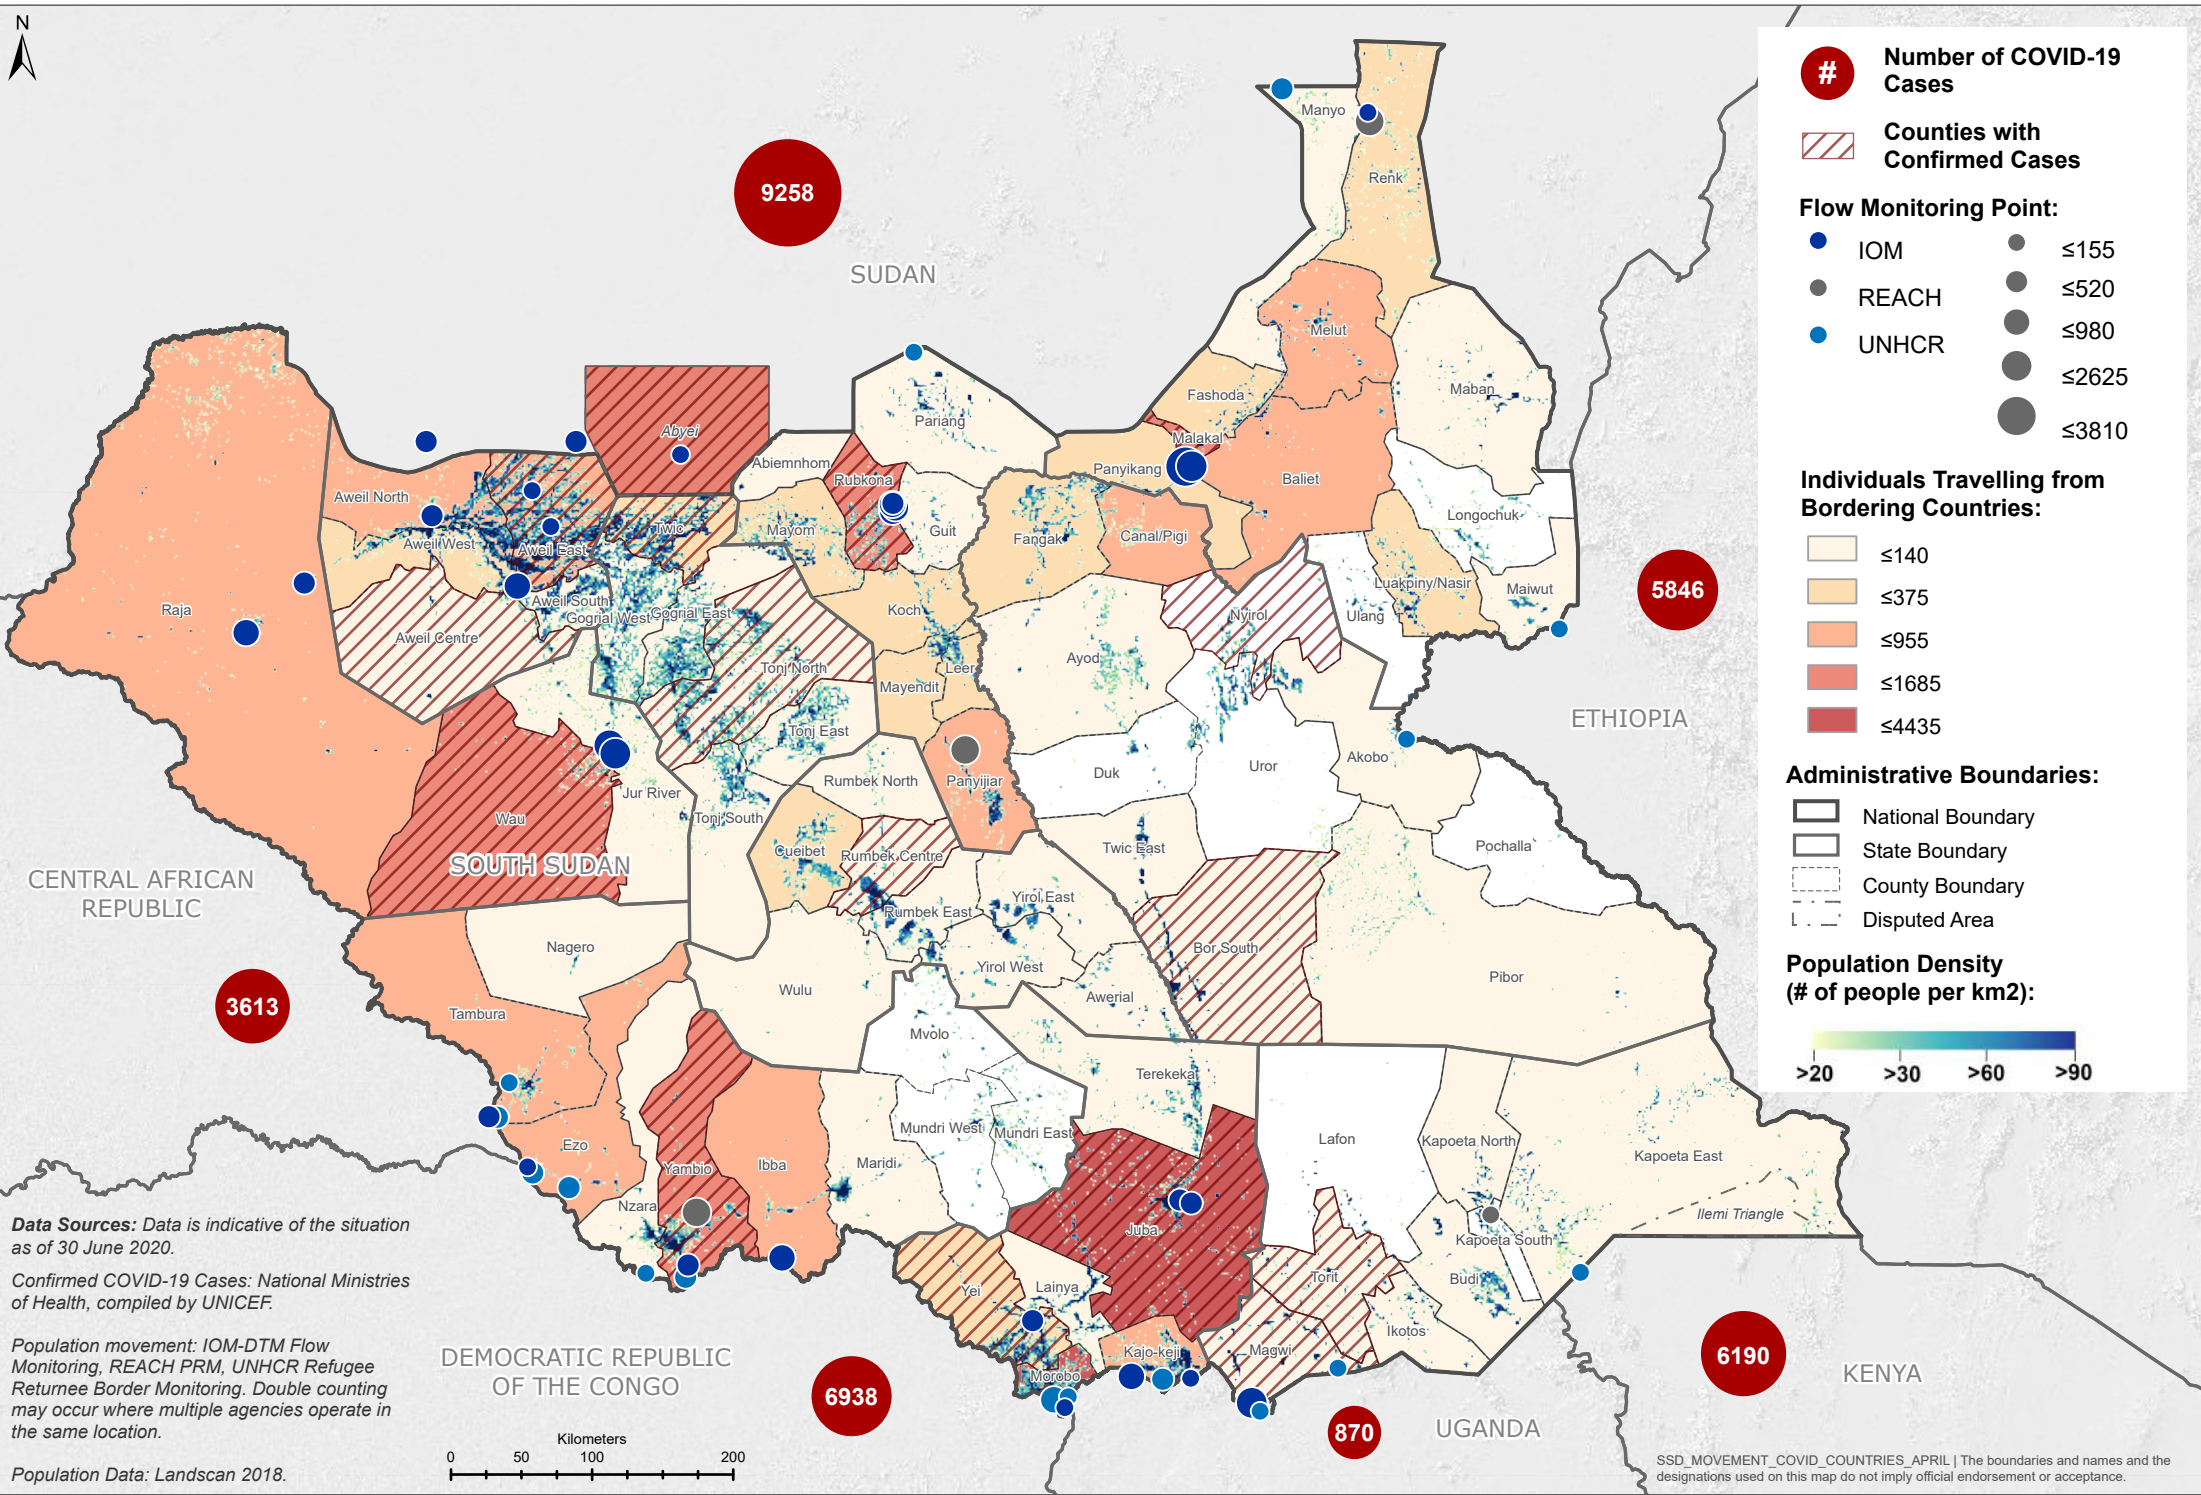 N
Manyo
Renk
9258
SUDAN
Melut
Maban
Fashoda
Pariang
Abyei
Malakal
Abiemnhom
Panyikang
Rubkona
Baliet
Aweil North
Longochuk
Twic
Mayom
Guit
Fangak
Canal/Pigi
Aweil West
Aweil East
Luakpiny/Nasir
Maiwut
5846
Raja
Aweil South
Gogrial West
Gogrial East
Koch
Nyirol
Ulang
Aweil Centre
Ayod
Tonj North
Leer
Mayendit
ETHIOPIA
Tonj East
Akobo
Uror
Duk
Rumbek North
Panyijiar
Jur River
Wau
Tonj South
Twic East
Pochalla
Cueibet
Rumbek Centre
SOUTH SUDAN
CENTRAL AFRICAN
REPUBLIC
Yirol East
Rumbek East
Nagero
Bor South
Yirol West
Pibor
Wulu
Awerial
3613
Tambura
Mvolo
Terekeka
Mundri West
Mundri East
Lafon
Kapoeta North
Ezo
Kapoeta East
Yambio
Ibba
Maridi
Nzara
Ilemi Triangle
Juba
Kapoeta South
Torit
Budi
Yei
Lainya
Ikotos
Kajo-keji
Magwi
Morobo
6190
KENYA
DEMOCRATIC REPUBLIC
OF THE CONGO
6938
870
UGANDA
#
Number of COVID-19
Cases
Counties with
Confirmed Cases
Flow Monitoring Point:
IOM
REACH
UNHCR
≤155
≤520
≤980
≤2625
≤3810
Individuals Travelling from
Bordering Countries:
≤140
≤375
≤955
≤1685
≤4435
Administrative Boundaries:
National Boundary
State Boundary
County Boundary
Disputed Area
Population Density
(# of people per km2):
>20 >30 >60 >90
Data Sources: Data is indicative of the situation
as of 30 June 2020.
Confirmed COVID-19 Cases: National Ministries
of Health, compiled by UNICEF.
Population movement: IOM-DTM Flow
Monitoring, REACH PRM, UNHCR Refugee
Returnee Border Monitoring. Double counting
may occur where multiple agencies operate in
the same location.
Population Data: Landscan 2018.
Kilometers
0 50 100 200
SSD_MOVEMENT_COVID_COUNTRIES_APRIL | The boundaries and names and the
designations used on this map do not imply official endorsement or acceptance.